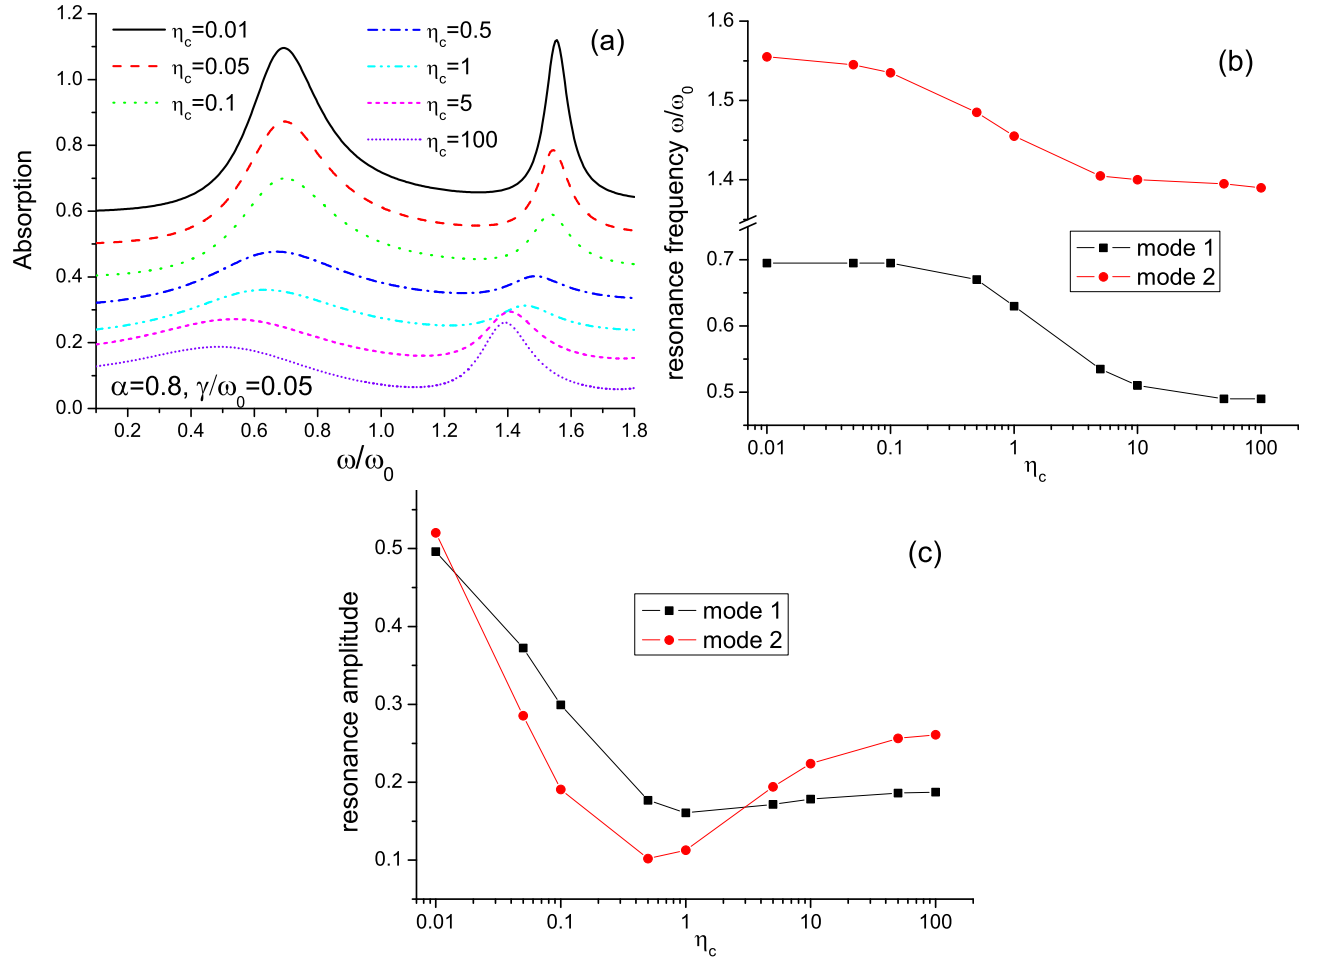 (a)
η_c=0.01
η_c=0.05
η_c=0.1
η_c=0.5
η_c=1
η_c=5
η_c=100
1.2
1.0
0.8
0.6
0.4
0.2
0.0
Absorption
α=0.8, γ/ω_0=0.05
0.2 0.4 0.6 0.8 1.0 1.2 1.4 1.6 1.8
ω/ω_0
(b)
1.6
1.5
1.4
0.7
0.6
0.5
resonance frequency ω/ω_0
mode 1
mode 2
0.01 0.1 1 10 100
η_c
(c)
0.5
0.4
0.3
0.2
0.1
resonance amplitude
mode 1
mode 2
0.01 0.1 1 10 100
η_c